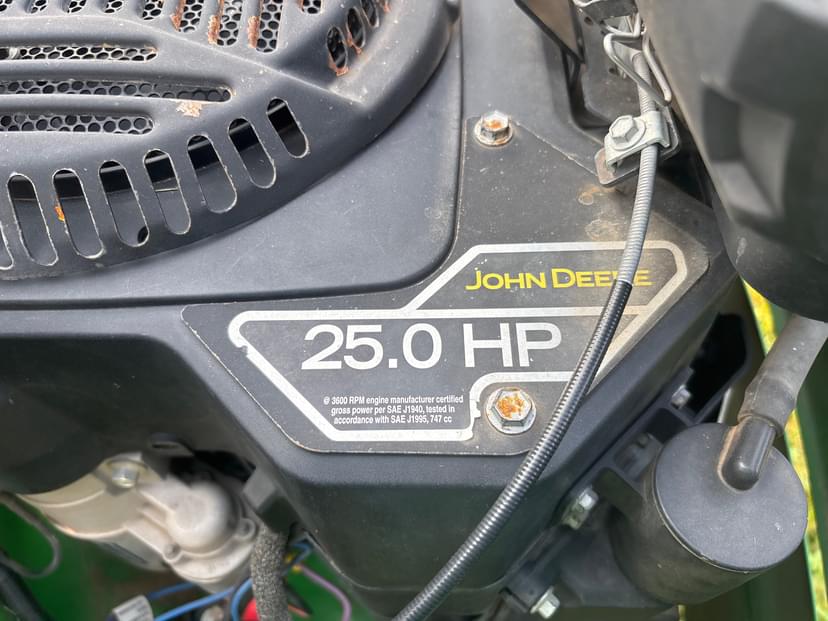 JOHN DEERE
25.0 HP
@ 3600 RPM engine manufacturer certified
gross power per SAE J1940, tested in
accordance with SAE J1995, 747 cc